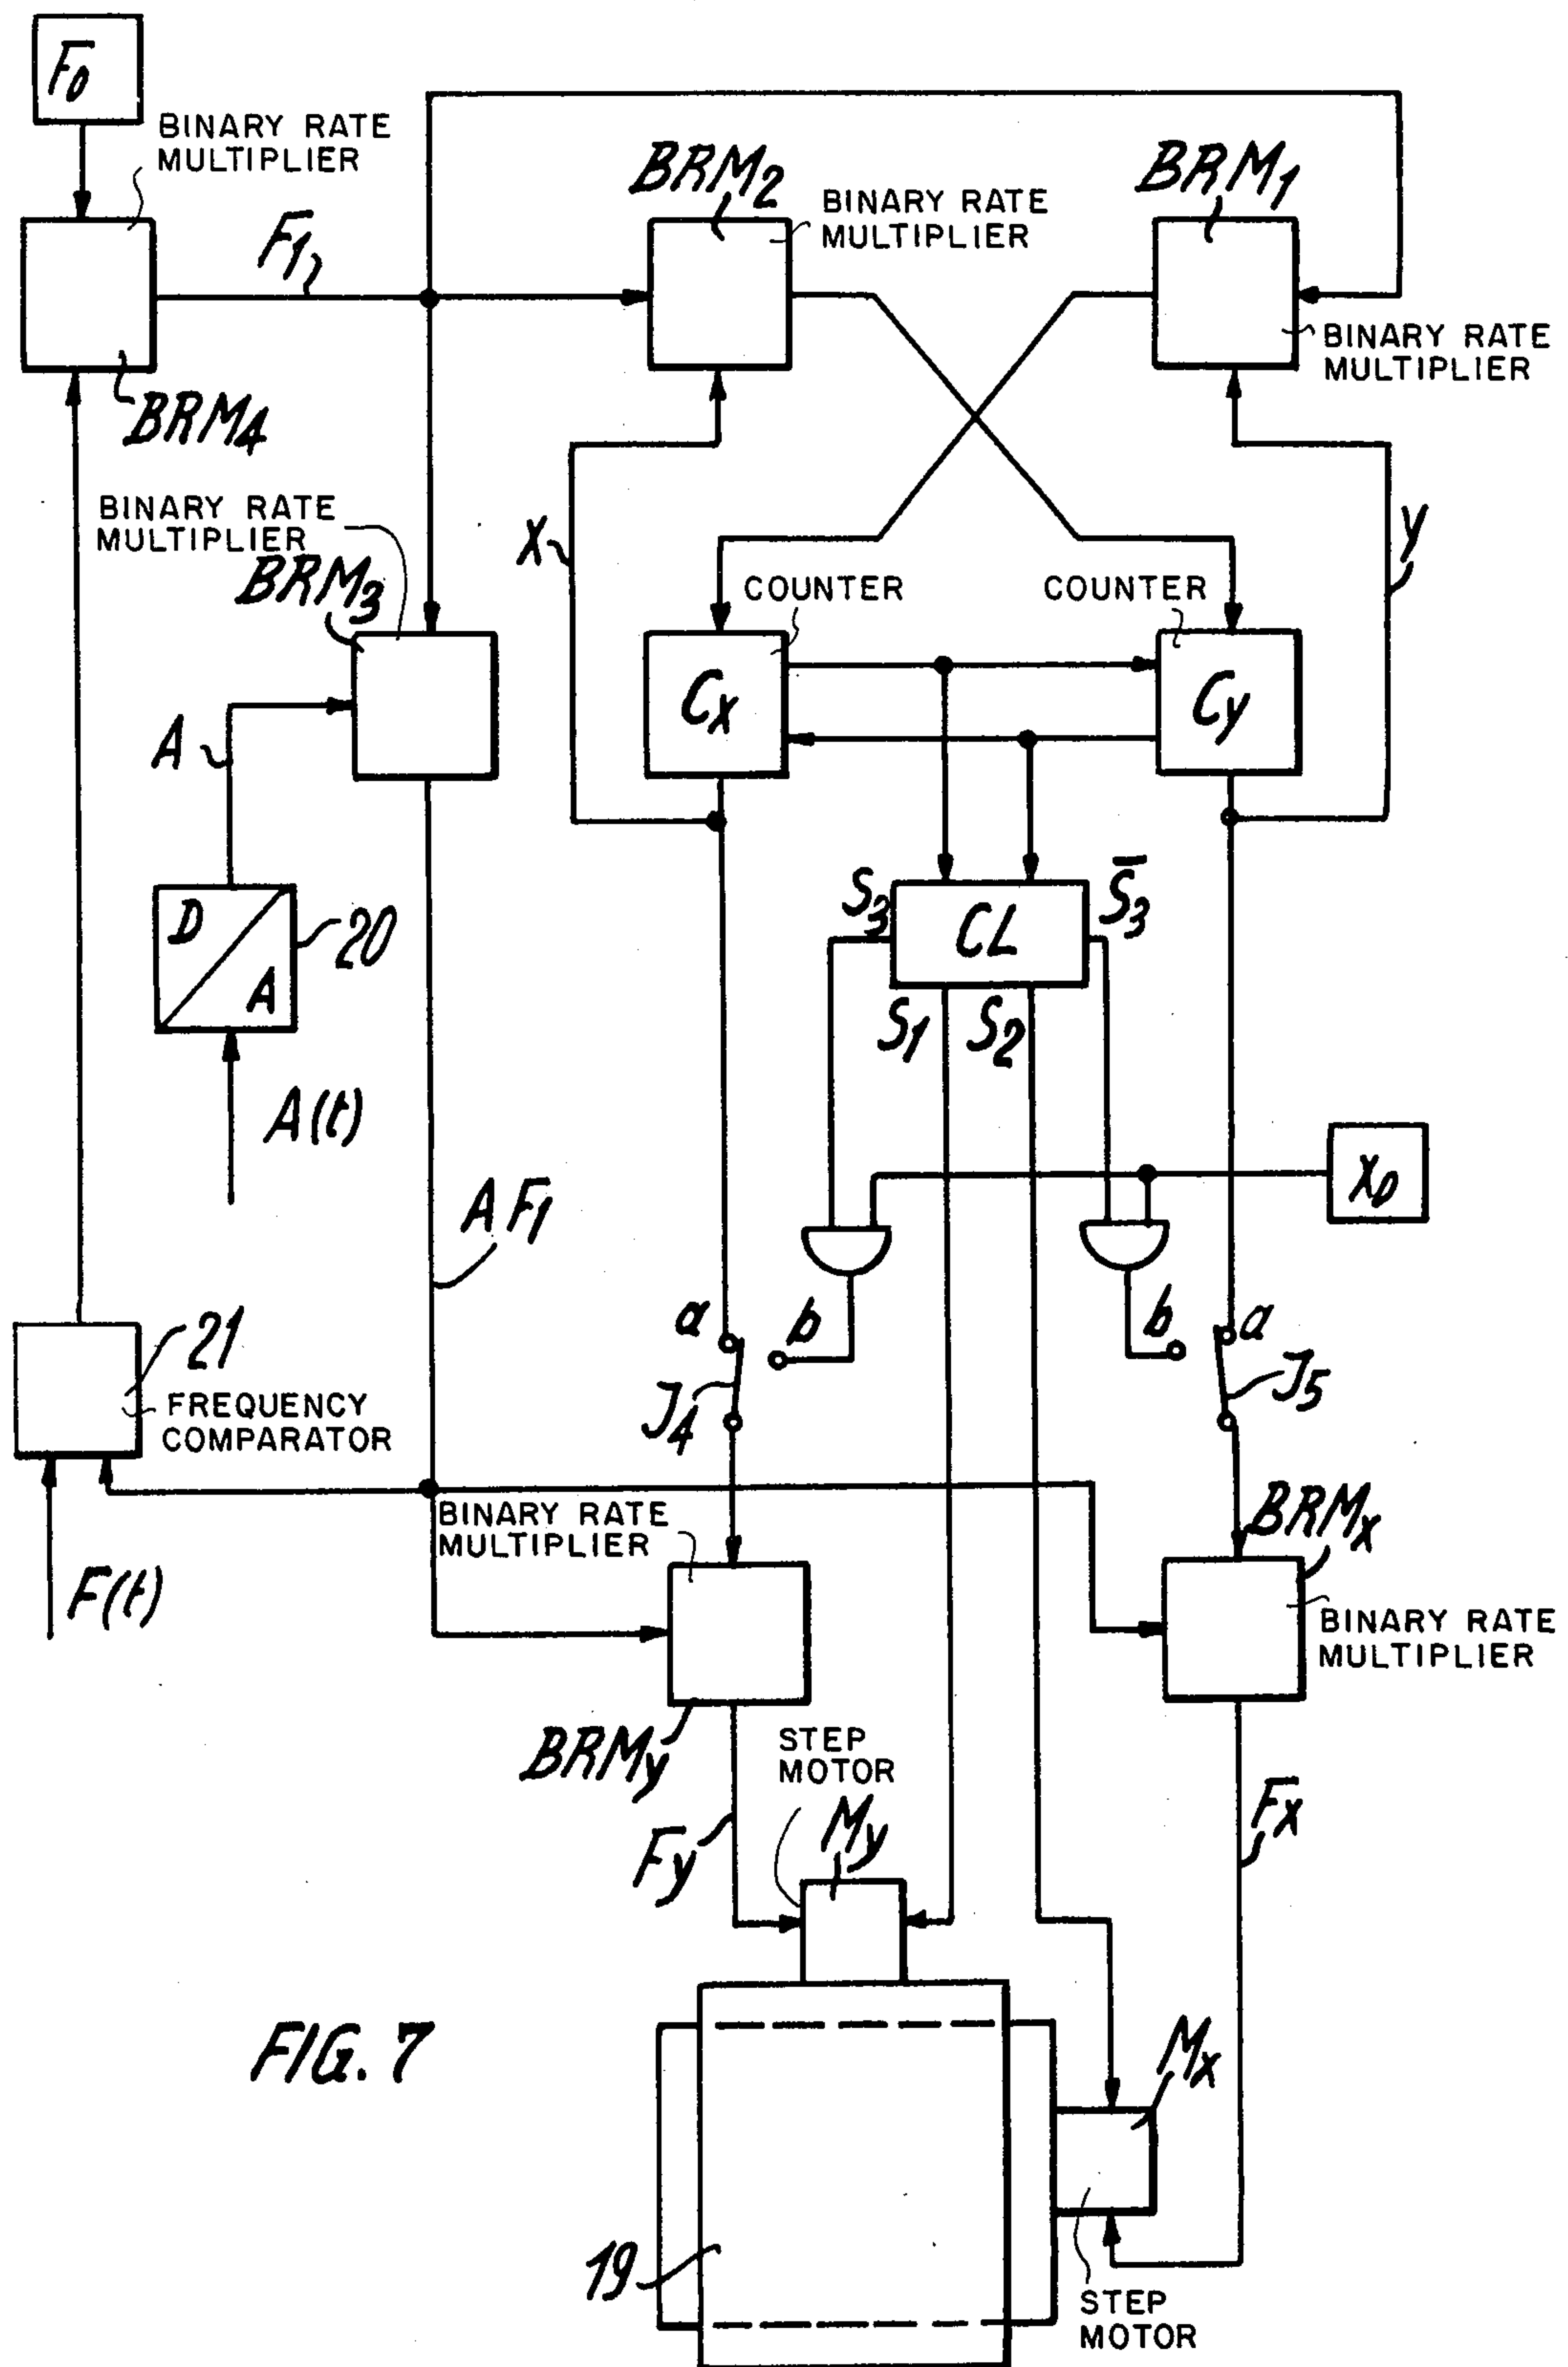 F0
BINARY RATE
MULTIPLIER
BRM2
BRM1
BINARY RATE
MULTIPLIER
F1
BINARY RATE
MULTIPLIER
BRM4
BINARY RATE
MULTIPLIER
X
y
BRM3
COUNTER
COUNTER
Cx
Cy
A
D
A
20
S3
CL
S̄3
S1
S2
A(t)
A F1
XD
a
b
b
a
21
FREQUENCY
COMPARATOR
J4
J5
BINARY RATE
MULTIPLIER
BRMx
F(t)
BINARY RATE
MULTIPLIER
BRMy
STEP
MOTOR
My
Fy
Fx
FIG. 7
Mx
19
STEP
MOTOR